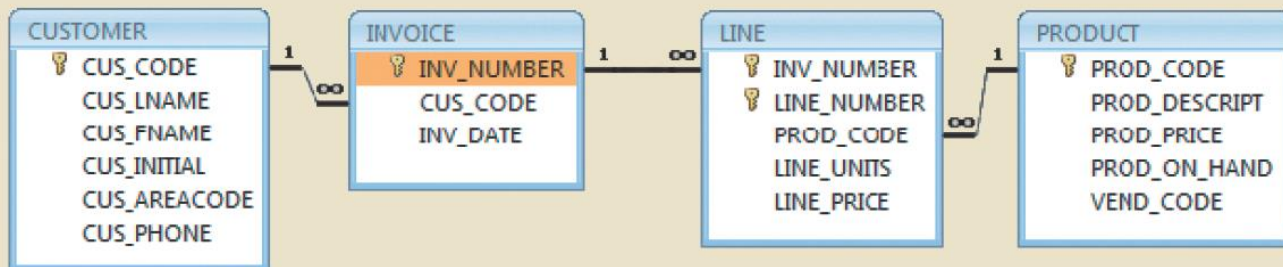 CUSTOMER
CUS_CODE
CUS_LNAME
CUS_FNAME
CUS_INITIAL
CUS_AREACODE
CUS_PHONE
1
∞
INVOICE
INV_NUMBER
CUS_CODE
INV_DATE
1
∞
LINE
INV_NUMBER
LINE_NUMBER
PROD_CODE
LINE_UNITS
LINE_PRICE
∞
1
PRODUCT
PROD_CODE
PROD_DESCRIPT
PROD_PRICE
PROD_ON_HAND
VEND_CODE